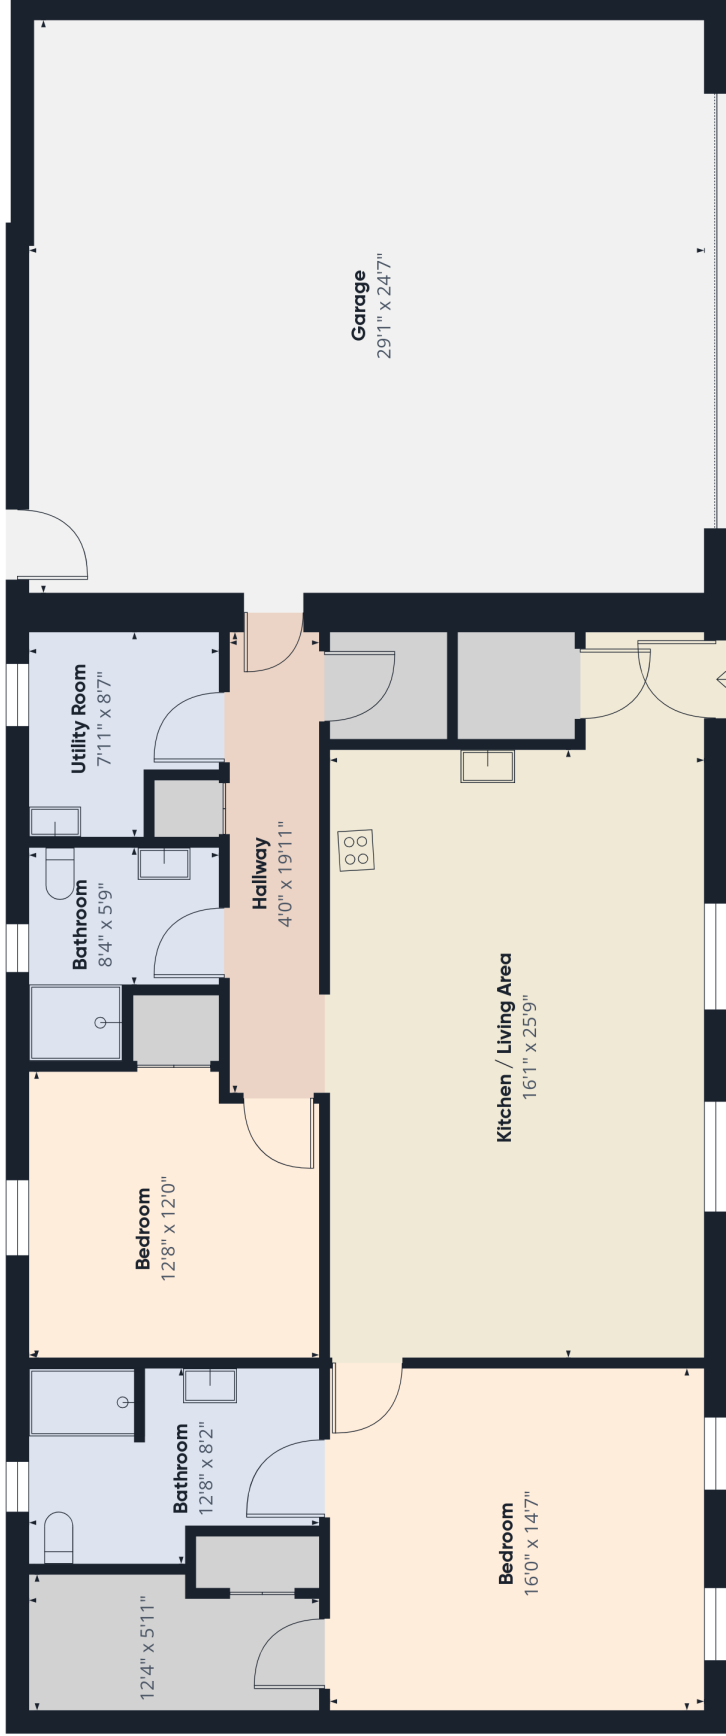 Garage
29'1" x 24'7"
Utility Room
7'11" x 8'7"
Hallway
4'0" x 19'11"
Bathroom
8'4" x 5'9"
Kitchen / Living Area
16'1" x 25'9"
Bedroom
12'8" x 12'0"
Bathroom
12'8" x 8'2"
Bedroom
16'0" x 14'7"
12'4" x 5'11"